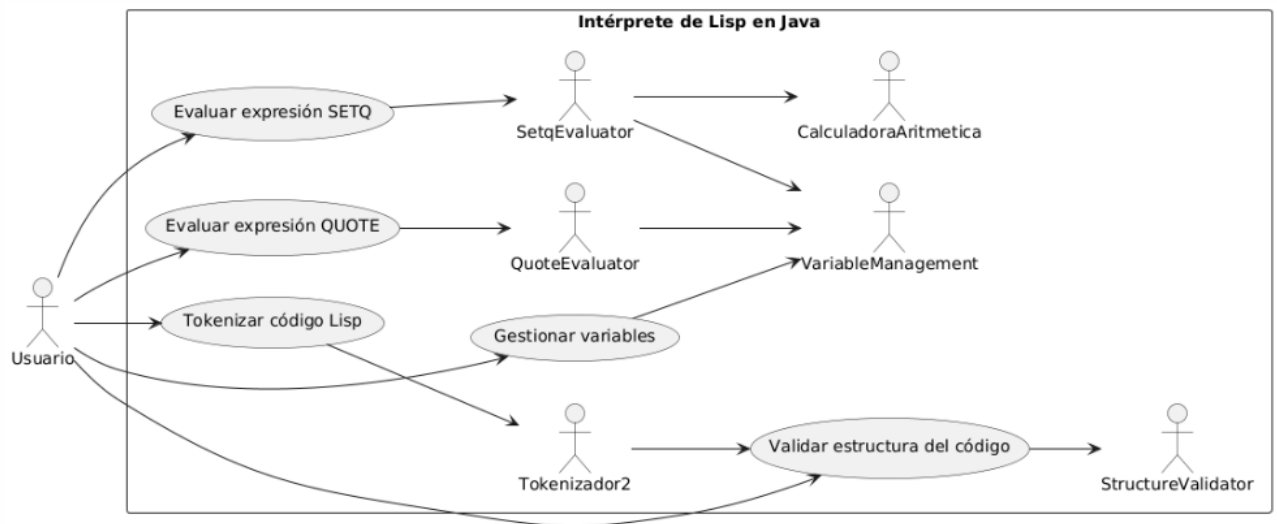 Intérprete de Lisp en Java
Evaluar expresión SETQ
SetqEvaluator
CalculadoraAritmetica
Evaluar expresión QUOTE
QuoteEvaluator
VariableManagement
Usuario
Tokenizar código Lisp
Gestionar variables
Tokenizador2
Validar estructura del código
StructureValidator